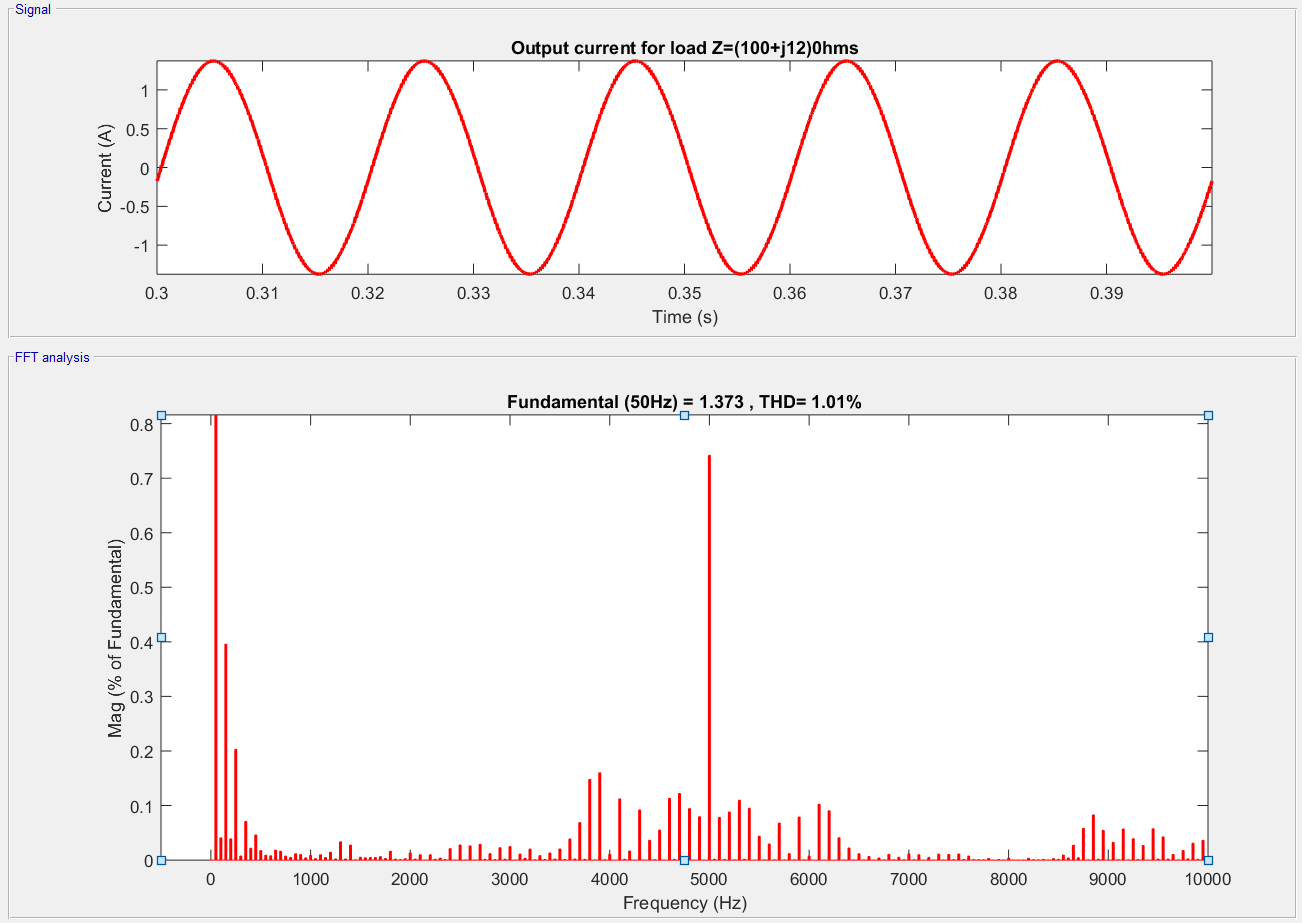 Signal
Output current for load Z=(100+j12)0hms
1
0.5
0
-0.5
-1
Current (A)
0.3 0.31 0.32 0.33 0.34 0.35 0.36 0.37 0.38 0.39
Time (s)
FFT analysis
Fundamental (50Hz) = 1.373 , THD= 1.01%
0.8
0.7
0.6
0.5
0.4
0.3
0.2
0.1
0
Mag (% of Fundamental)
0 1000 2000 3000 4000 5000 6000 7000 8000 9000 10000
Frequency (Hz)